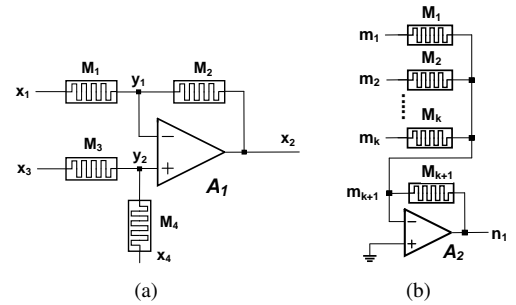 M1 y1 M2
x1
x2
M3 y2
x3
A1
M4
x4
(a)
m1 M1
m2 M2
mk Mk
mk+1 Mk+1
A2 n1
(b)